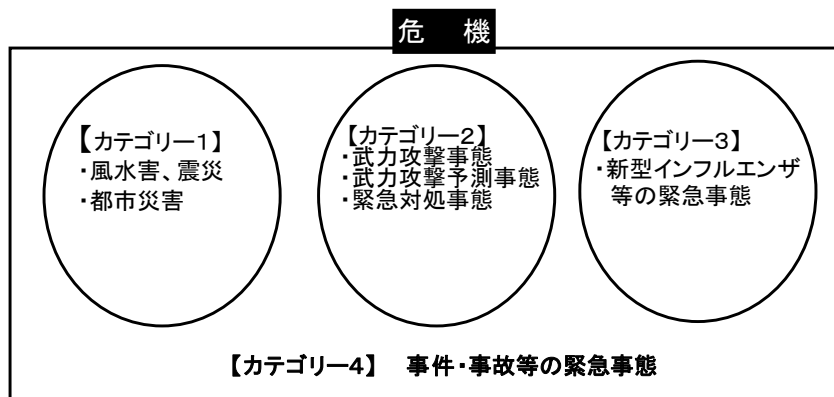 危　機
【カテゴリー1】
・風水害、震災
・都市災害
【カテゴリー2】
・武力攻撃事態
・武力攻撃予測事態
・緊急対処事態
【カテゴリー3】
・新型インフルエンザ
等の緊急事態
【カテゴリー4】　事件・事故等の緊急事態